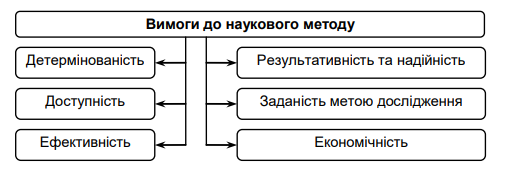 Вимоги до наукового методу
Детермінованість
Результативність та надійність
Доступність
Заданість метою дослідження
Ефективність
Економічність